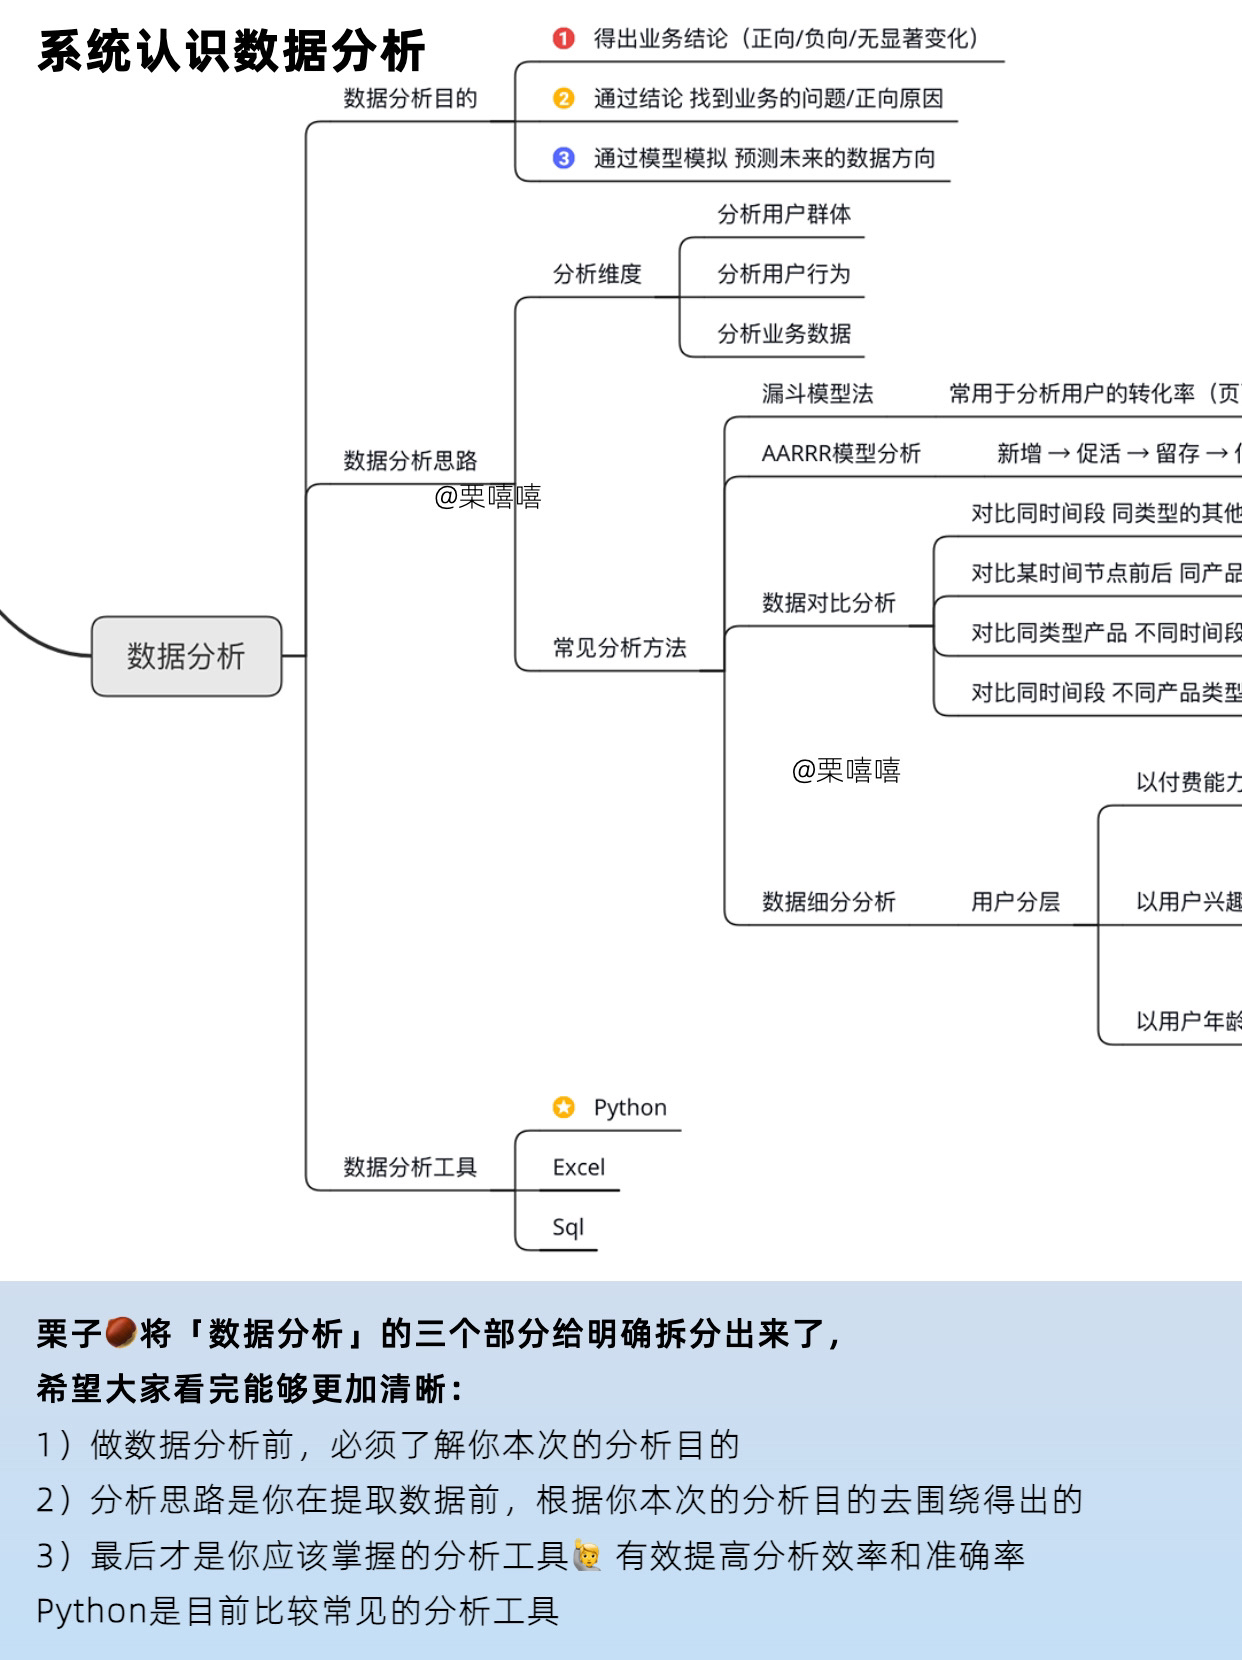 系统认识数据分析
数据分析
数据分析目的
① 得出业务结论（正向/负向/无显著变化）
② 通过结论 找到业务的问题/正向原因
③ 通过模型模拟 预测未来的数据方向
数据分析思路
分析维度
分析用户群体
分析用户行为
分析业务数据
常见分析方法
漏斗模型法
常用于分析用户的转化率（页
AARRR模型分析
新增 → 促活 → 留存 →
数据对比分析
对比同时间段 同类型的其他
对比某时间节点前后 同产品
对比同类型产品 不同时间段
对比同时间段 不同产品类型
数据细分分析
用户分层
以付费能力
以用户兴趣
以用户年龄
数据分析工具
Python
Excel
Sql
@栗嘻嘻
@栗嘻嘻
栗子🌰将「数据分析」的三个部分给明确拆分出来了，
希望大家看完能够更加清晰：
1）做数据分析前，必须了解你本次的分析目的
2）分析思路是你在提取数据前，根据你本次的分析目的去围绕得出的
3）最后才是你应该掌握的分析工具🙋 有效提高分析效率和准确率
Python是目前比较常见的分析工具